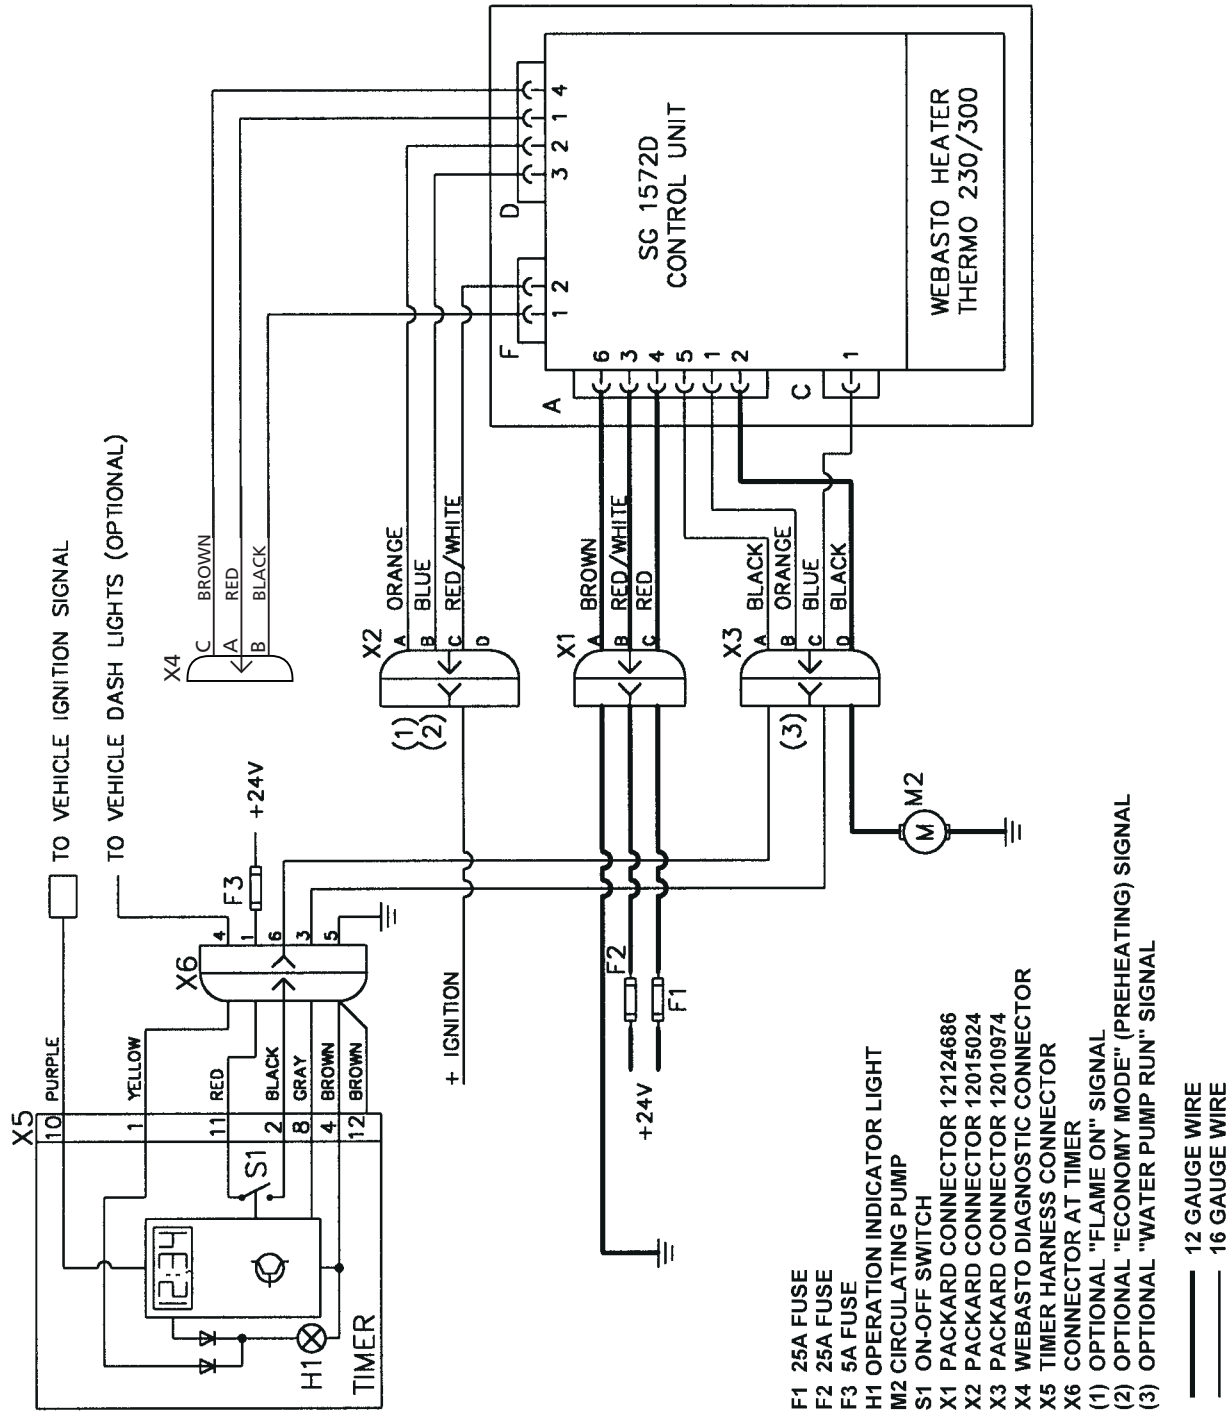 X5
10 PURPLE
1 YELLOW
11 RED
2 BLACK
8 GRAY
4 BROWN
12 BROWN
S1
H1
TIMER
X6
4
1
6
3
5
F3
+24V
TO VEHICLE IGNITION SIGNAL
TO VEHICLE DASH LIGHTS (OPTIONAL)
X4
C BROWN
A RED
B BLACK
+ IGNITION
(1)
(2)
X2
A ORANGE
B BLUE
C RED/WHITE
D
+24V
F2
F1
X1
A BROWN
B RED/WHITE
C RED
M
M2
(3)
X3
A BLACK
B ORANGE
C BLUE
D BLACK
F
1
2
D
3
2
1
4
A
6
3
4
5
1
2
C
1
SG 1572D
CONTROL UNIT
WEBASTO HEATER
THERMO 230/300
F1 25A FUSE
F2 25A FUSE
F3 5A FUSE
H1 OPERATION INDICATOR LIGHT
M2 CIRCULATING PUMP
S1 ON-OFF SWITCH
X1 PACKARD CONNECTOR 12124686
X2 PACKARD CONNECTOR 12015024
X3 PACKARD CONNECTOR 12010974
X4 WEBASTO DIAGNOSTIC CONNECTOR
X5 TIMER HARNESS CONNECTOR
X6 CONNECTOR AT TIMER
(1) OPTIONAL "FLAME ON" SIGNAL
(2) OPTIONAL "ECONOMY MODE" (PREHEATING) SIGNAL
(3) OPTIONAL "WATER PUMP RUN" SIGNAL
12 GAUGE WIRE
16 GAUGE WIRE